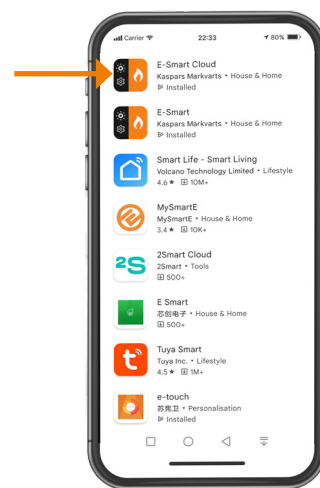 Carrier 22:33 80%
E-Smart Cloud
Kaspars Markvarts • House & Home
Installed
E-Smart
Kaspars Markvarts • House & Home
Installed
Smart Life - Smart Living
Volcano Technology Limited • Lifestyle
4.6 ★ 10M+
MySmartE
MySmartE • House & Home
3.4 ★ 10K+
2S
2Smart Cloud
2Smart • Tools
500+
E Smart
芯创电子 • House & Home
500+
t
Tuya Smart
Tuya Inc. • Lifestyle
4.5 ★ 1M+
e-touch
苏宪卫 • Personalisation
Installed